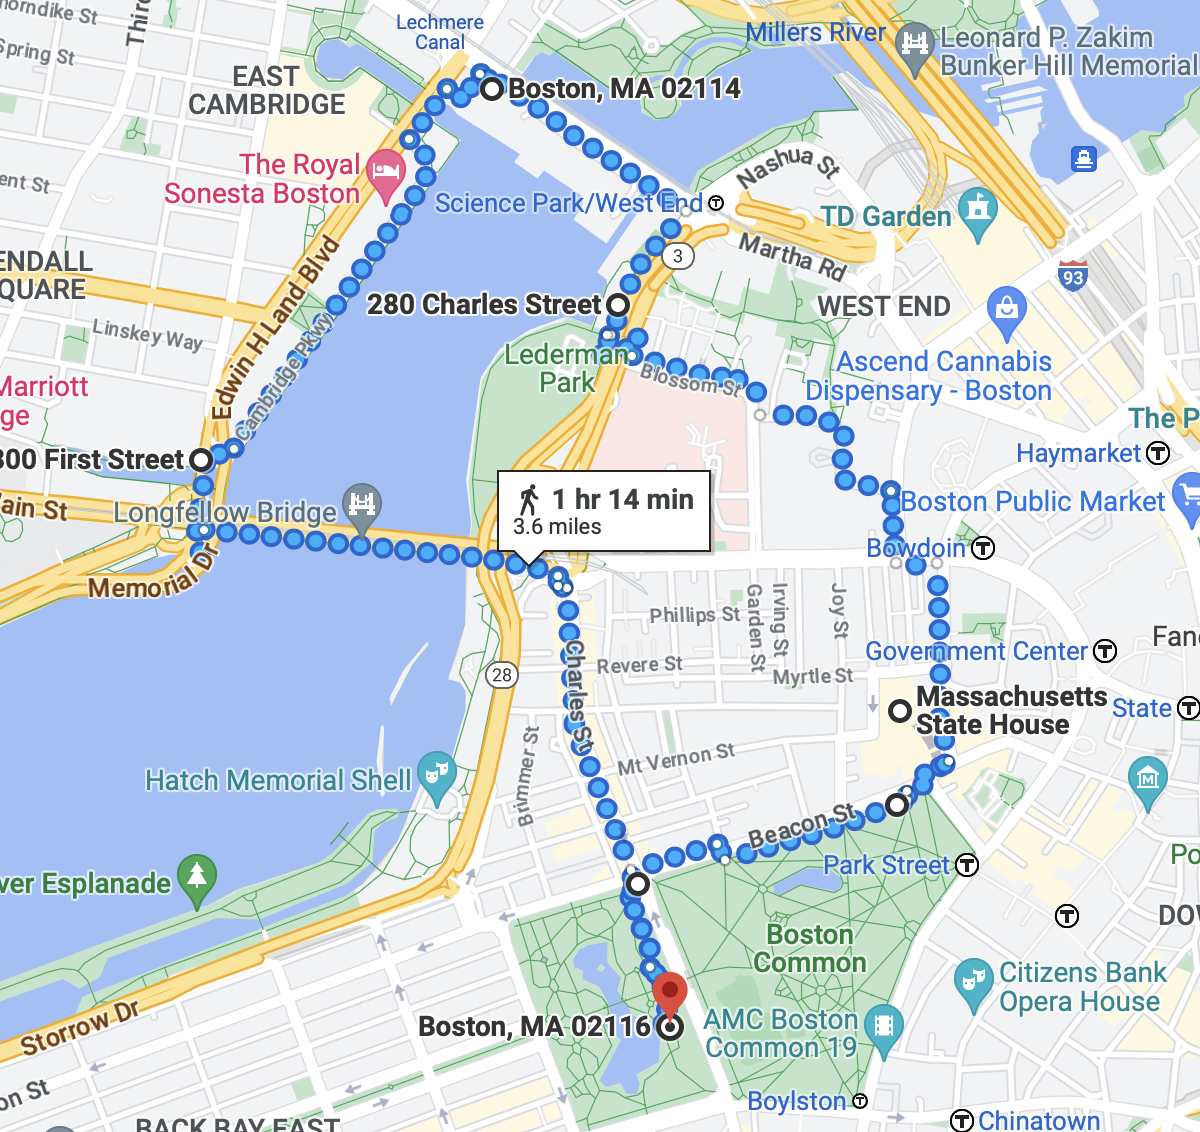 horndike St
Third
Spring St
Lechmere
Canal
Millers River
Leonard P. Zakim
Bunker Hill Memorial
EAST
CAMBRIDGE
Boston, MA 02114
The Royal
Sonesta Boston
ent St
Nashua St
Science Park/West End
T
TD Garden
Martha Rd
3
93
ENDALL
QUARE
280 Charles Street
WEST END
Linskey Way
Edwin H Land Blvd
Cambridge Pkwy
Lederman
Park
Blossom St
Ascend Cannabis
Dispensary - Boston
Marriott
ge
The P
Haymarket
T
300 First Street
1 hr 14 min
3.6 miles
Boston Public Market
ain St
Longfellow Bridge
Bowdoin
T
Memorial Dr
Phillips St
Garden St
Irving St
Joy St
Revere St
Myrtle St
Government Center
T
Fan
28
Charles St
Massachusetts
State House
State
T
Mt Vernon St
Brimmer St
Hatch Memorial Shell
Beacon St
Park Street
T
ver Esplanade
Po
T
DOW
Boston
Common
Citizens Bank
Opera House
Storrow Dr
Boston, MA 02116
AMC Boston
Common 19
on St
Boylston
T
BACK BAY EAST
T
Chinatown